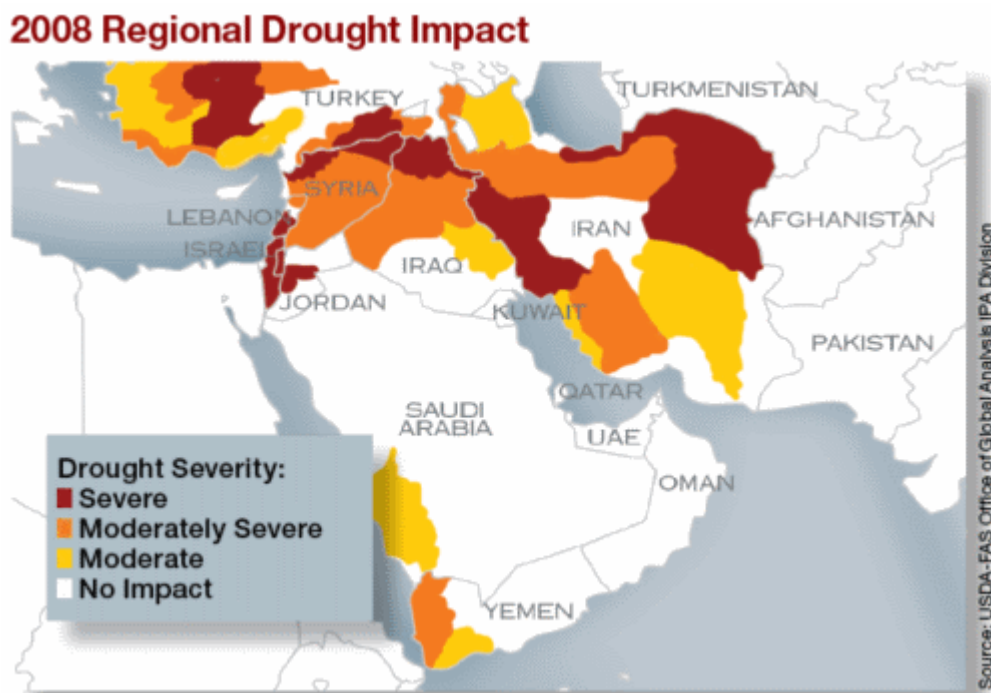 2008 Regional Drought Impact
TURKEY
TURKMENISTAN
SYRIA
LEBANON
ISRAEL
IRAQ
IRAN
AFGHANISTAN
JORDAN
KUWAIT
PAKISTAN
QATAR
SAUDI
ARABIA
UAE
OMAN
YEMEN
Drought Severity:
Severe
Moderately Severe
Moderate
No Impact
Source: USDA-FAS Office of Global Analysis IPA Division